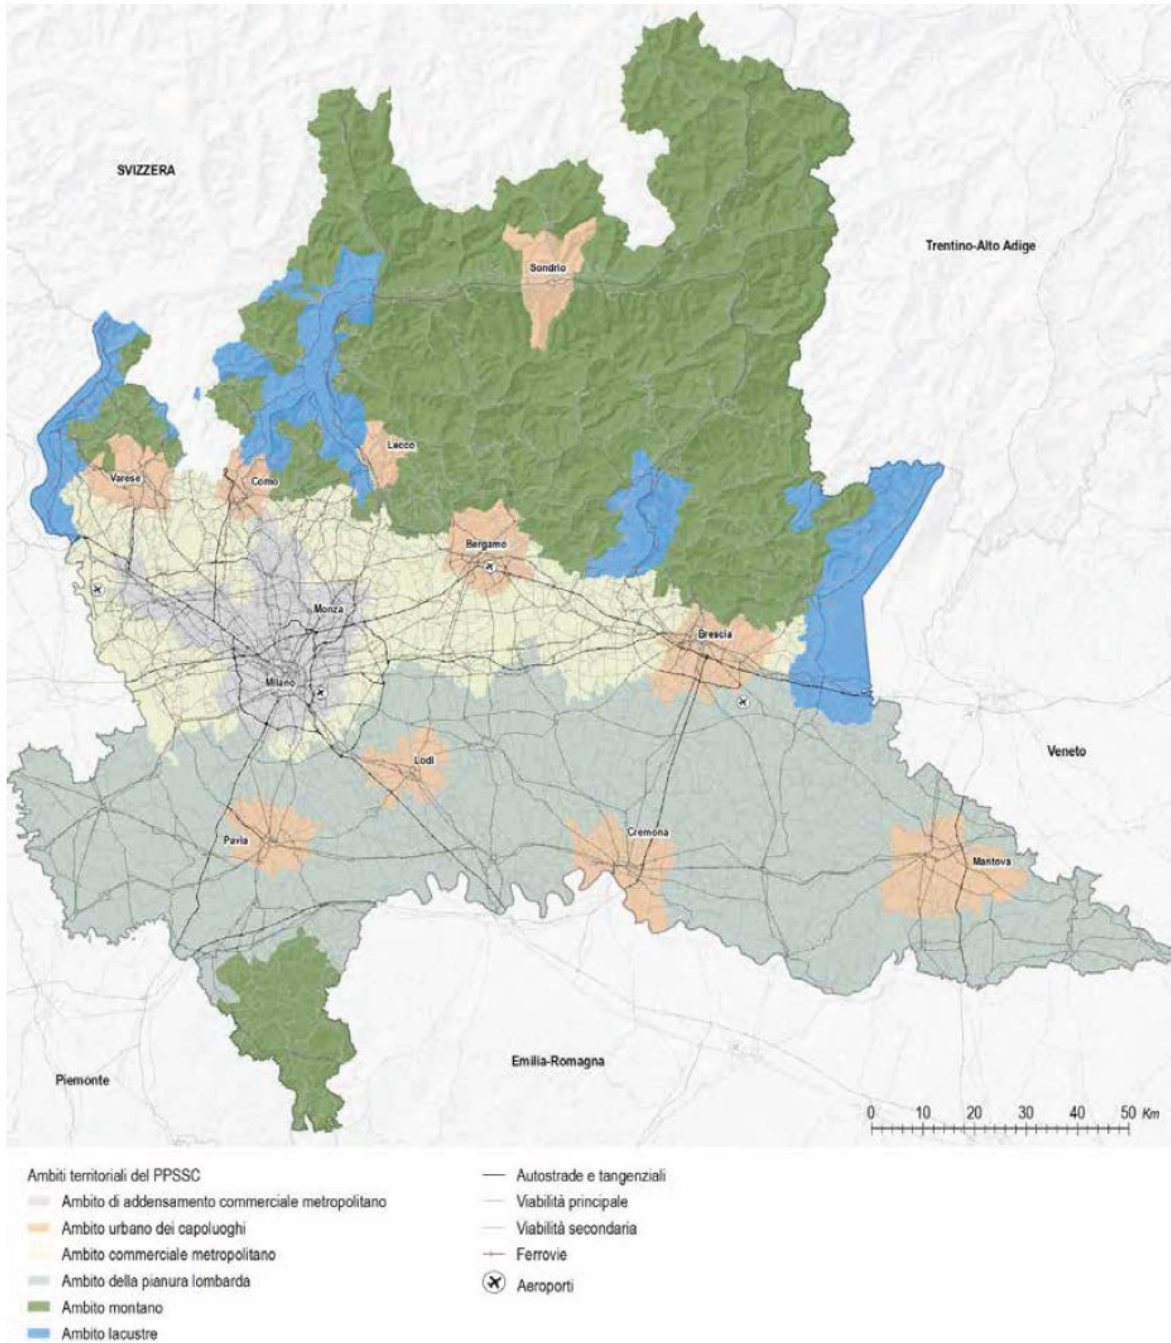 SVIZZERA
Trentino-Alto Adige
Sondrio
Lecco
Varese
Como
Bergamo
Monza
Brescia
Milano
Veneto
Lodi
Pavia
Cremona
Mantova
Emilia-Romagna
Piemonte
0 10 20 30 40 50 Km
Ambiti territoriali del PPSSC
Ambito di addensamento commerciale metropolitano
Ambito urbano dei capoluoghi
Ambito commerciale metropolitano
Ambito della pianura lombarda
Ambito montano
Ambito lacustre
Autostrade e tangenziali
Viabilità principale
Viabilità secondaria
Ferrovie
Aeroporti